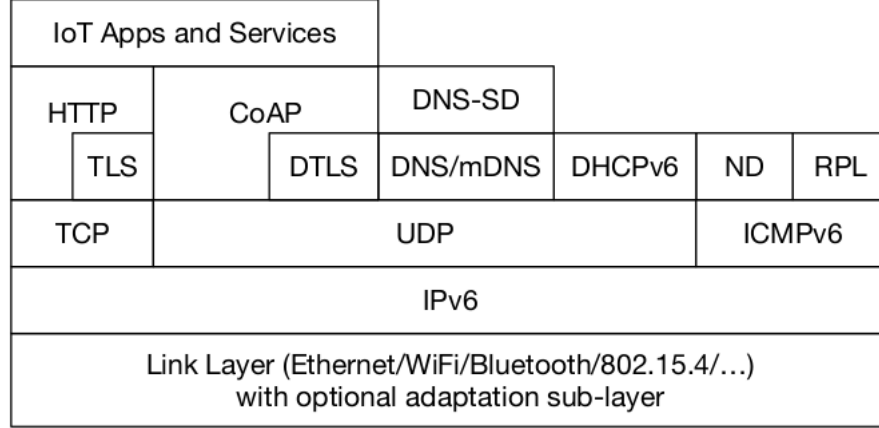 IoT Apps and Services
HTTP
CoAP
DNS-SD
TLS
DTLS
DNS/mDNS
DHCPv6
ND
RPL
TCP
UDP
ICMPv6
IPv6
Link Layer (Ethernet/WiFi/Bluetooth/802.15.4/…)
with optional adaptation sub-layer